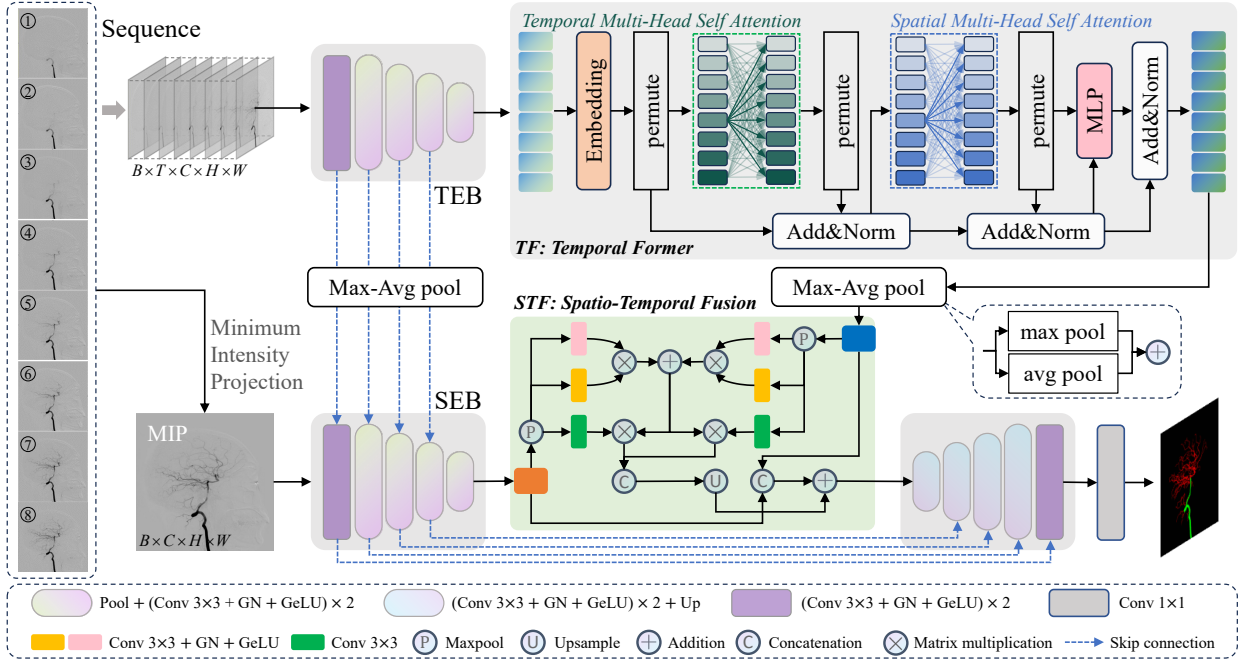 ①
②
③
④
⑤
⑥
⑦
⑧
Sequence
B×T×C×H×W
TEB
Temporal Multi-Head Self Attention
Spatial Multi-Head Self Attention
Embedding
permute
permute
permute
MLP
Add&Norm
Add&Norm
Add&Norm
TF: Temporal Former
Max-Avg pool
Max-Avg pool
max pool
avg pool
Minimum
Intensity
Projection
MIP
B×C×H×W
SEB
STF: Spatio-Temporal Fusion
P
P
C
U
C
Pool + (Conv 3×3 + GN + GeLU) × 2
(Conv 3×3 + GN + GeLU) × 2 + Up
(Conv 3×3 + GN + GeLU) × 2
Conv 1×1
Conv 3×3 + GN + GeLU
Conv 3×3
P Maxpool
U Upsample
+ Addition
C Concatenation
× Matrix multiplication
Skip connection